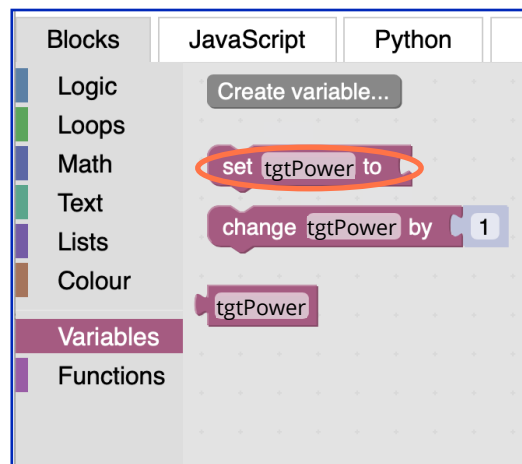 Blocks JavaScript Python
Logic
Loops
Math
Text
Lists
Colour
Variables
Functions
Create variable...
set tgtPower to
change tgtPower by 1
tgtPower